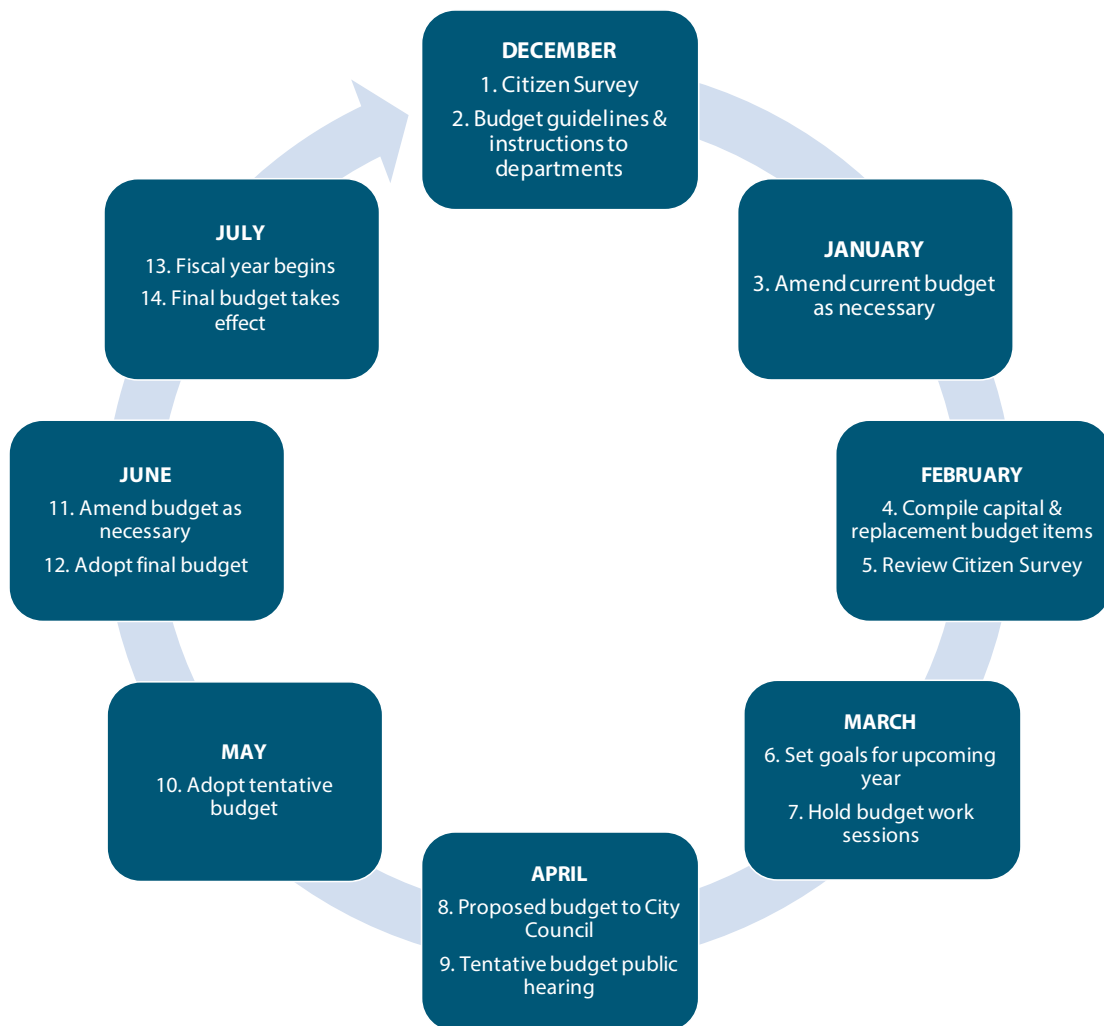 DECEMBER
1. Citizen Survey
2. Budget guidelines &
instructions to
departments
JANUARY
3. Amend current budget
as necessary
FEBRUARY
4. Compile capital &
replacement budget items
5. Review Citizen Survey
MARCH
6. Set goals for upcoming
year
7. Hold budget work
sessions
APRIL
8. Proposed budget to City
Council
9. Tentative budget public
hearing
MAY
10. Adopt tentative
budget
JUNE
11. Amend budget as
necessary
12. Adopt final budget
JULY
13. Fiscal year begins
14. Final budget takes
effect